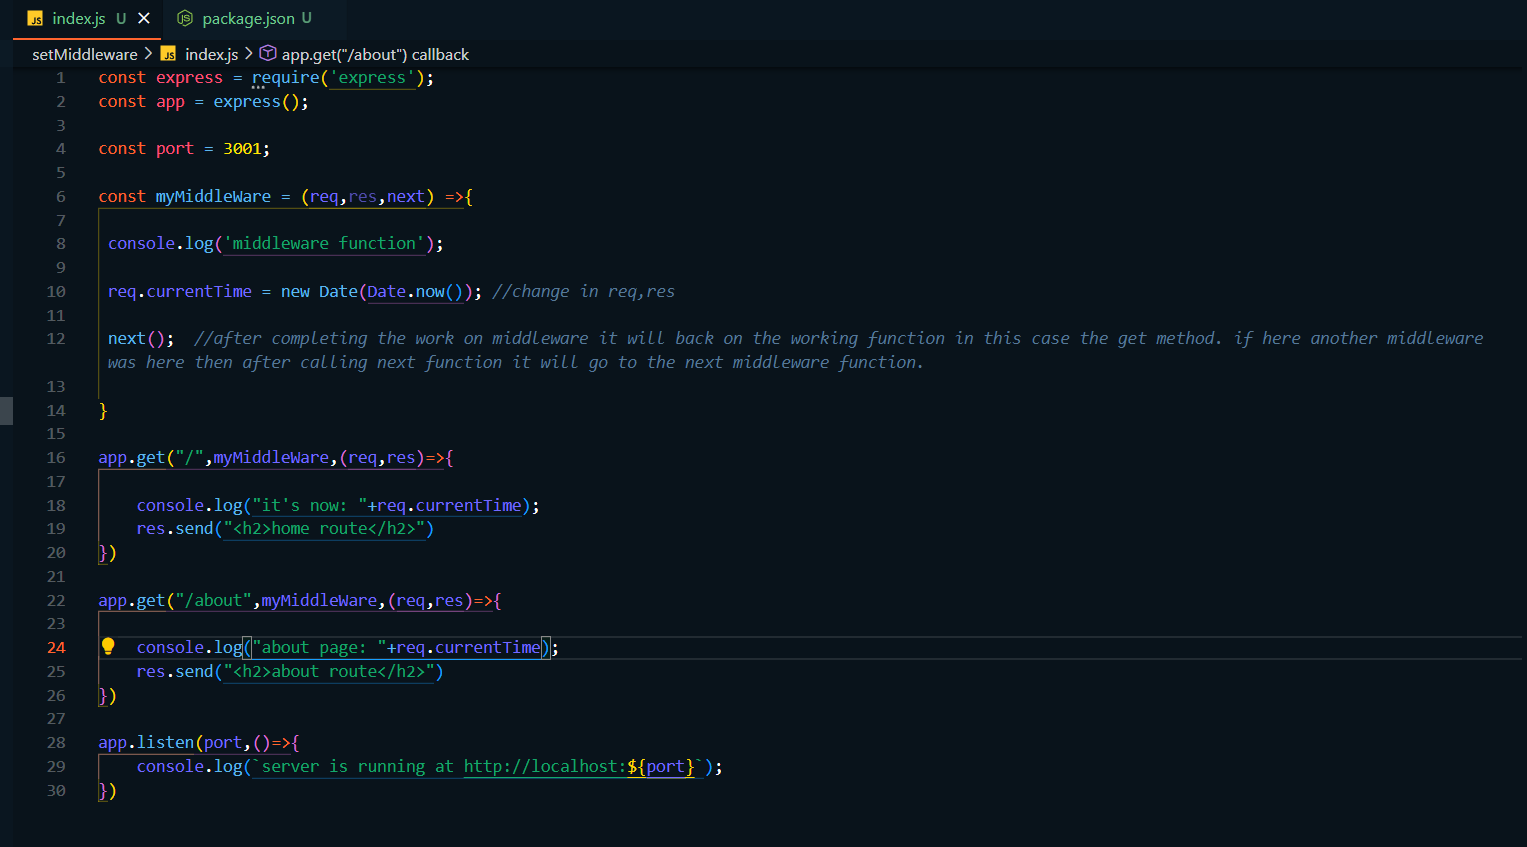 JS index.js U × package.json U
setMiddleware > JS index.js > app.get("/about") callback
1 const express = require('express');
2 const app = express();
3
4 const port = 3001;
5
6 const myMiddleWare = (req,res,next) =>{
7
8 console.log('middleware function');
9
10 req.currentTime = new Date(Date.now()); //change in req,res
11
12 next(); //after completing the work on middleware it will back on the working function in this case the get method. if here another middleware
was here then after calling next function it will go to the next middleware function.
13
14 }
15
16 app.get("/",myMiddleWare,(req,res)=>{
17
18 console.log("it's now: "+req.currentTime);
19 res.send("<h2>home route</h2>")
20 })
21
22 app.get("/about",myMiddleWare,(req,res)=>{
23
24 console.log("about page: "+req.currentTime);
25 res.send("<h2>about route</h2>")
26 })
27
28 app.listen(port,()=>{
29 console.log(`server is running at http://localhost:${port}`);
30 })